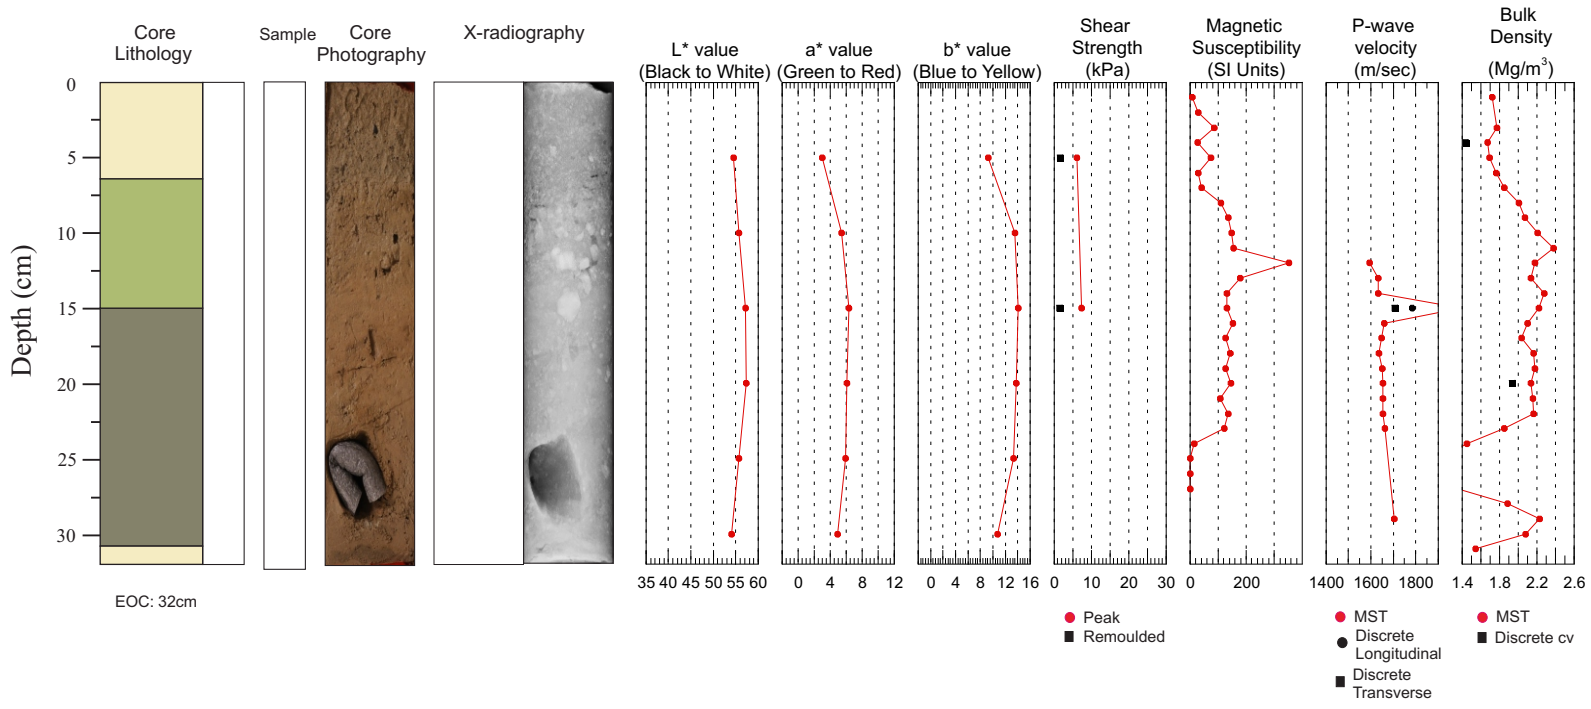 Core
Lithology
Sample
Core
Photography
X-radiography
L* value
(Black to White)
a* value
(Green to Red)
b* value
(Blue to Yellow)
Shear
Strength
(kPa)
Magnetic
Susceptibility
(SI Units)
P-wave
velocity
(m/sec)
Bulk
Density
(Mg/m³)
Depth (cm)
0
5
10
15
20
25
30
35 40 45 50 55 60
0 4 8 12
0 4 8 12 16
0 10 20 30
0 200
1400 1600 1800
1.4 1.8 2.2 2.6
EOC: 32cm
Peak
Remoulded
MST
Discrete
Longitudinal
Discrete
Transverse
MST
Discrete cv